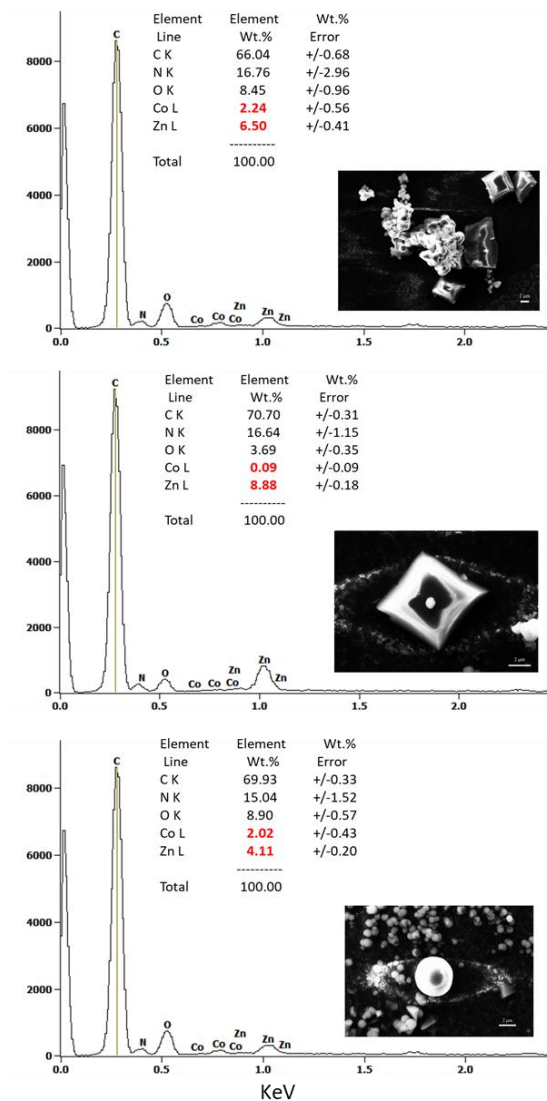 Element Element Wt.%
Line Wt.% Error
C K 66.04 +/-0.68
N K 16.76 +/-2.96
O K 8.45 +/-0.96
Co L 2.24 +/-0.56
Zn L 6.50 +/-0.41
----------
Total 100.00
C
8000
6000
4000
2000
0
N O Co Co Co Zn Zn Zn
0.0 0.5 1.0 1.5 2.0
2 µm
Element Element Wt.%
Line Wt.% Error
C K 70.70 +/-0.31
N K 16.64 +/-1.15
O K 3.69 +/-0.35
Co L 0.09 +/-0.09
Zn L 8.88 +/-0.18
----------
Total 100.00
C
8000
6000
4000
2000
0
N O Co Co Co Zn Zn Zn
0.0 0.5 1.0 1.5 2.0
2 µm
Element Element Wt.%
Line Wt.% Error
C K 69.93 +/-0.33
N K 15.04 +/-1.52
O K 8.90 +/-0.57
Co L 2.02 +/-0.43
Zn L 4.11 +/-0.20
----------
Total 100.00
C
8000
6000
4000
2000
0
N O Co Co Co Zn Zn Zn
0.0 0.5 1.0 1.5 2.0
2 µm
KeV